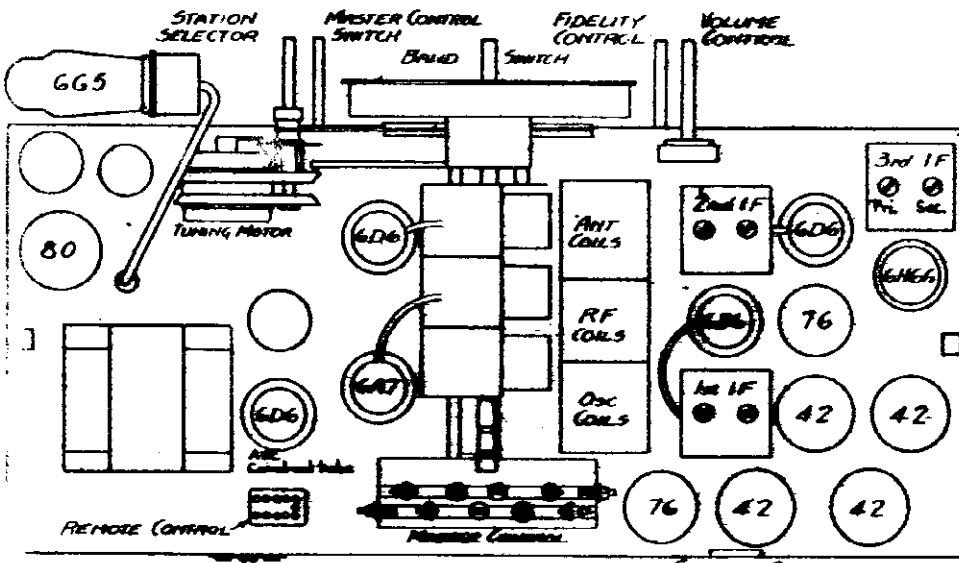 STATION
SELECTOR
MASTER CONTROL
SWITCH
FIDELITY
CONTROL
VOLUME
CONTROL
BAND SWITCH
6G5
3rd IF
Pri. Sec.
2nd IF
6D6
6D6
ANT
COILS
80
TUNING MOTOR
6H6G
RF
COILS
76
6A7
6D6
Osc
COILS
1st IF
42
42
Control Tube
REMOTE CONTROL
76
42
42